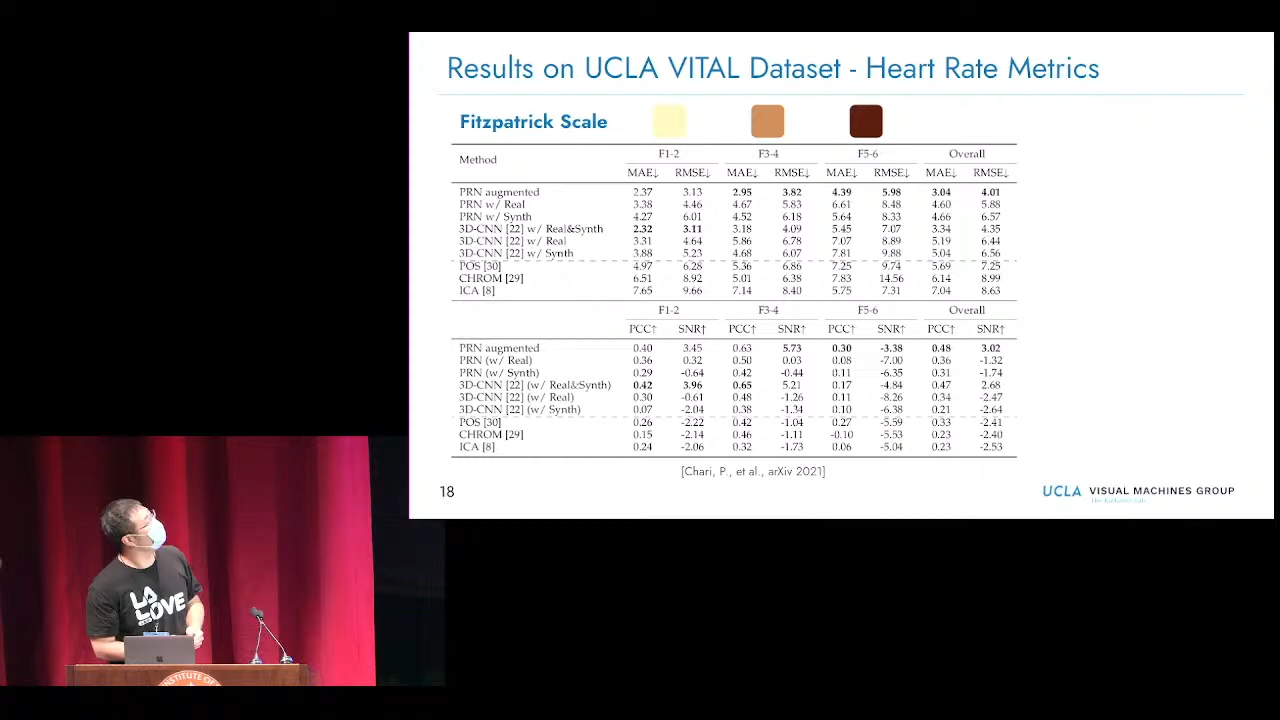 Results on UCLA VITAL Dataset - Heart Rate Metrics
Fitzpatrick Scale
Method F1-2 F3-4 F5-6 Overall
MAE↓ RMSE↓ MAE↓ RMSE↓ MAE↓ RMSE↓ MAE↓ RMSE↓
PRN augmented 2.37 3.13 2.95 3.82 4.39 5.98 3.04 4.01
PRN w/ Real 3.38 4.46 4.67 5.83 6.61 8.48 4.60 5.88
PRN w/ Synth 4.27 6.01 4.52 6.18 5.64 8.33 4.66 6.57
3D-CNN [22] w/ Real&Synth 2.32 3.11 3.18 4.09 5.45 7.07 3.34 4.35
3D-CNN [22] w/ Real 3.31 4.64 5.86 6.78 7.07 8.89 5.19 6.44
3D-CNN [22] w/ Synth 3.88 5.23 4.68 6.07 7.81 9.88 5.04 6.56
POS [30] 4.97 6.28 5.36 6.86 7.25 9.74 5.69 7.25
CHROM [29] 6.51 8.92 5.01 6.38 7.83 14.56 6.14 8.99
ICA [8] 7.65 9.66 7.14 8.40 5.75 7.31 7.04 8.63
F1-2 F3-4 F5-6 Overall
PCC↑ SNR↑ PCC↑ SNR↑ PCC↑ SNR↑ PCC↑ SNR↑
PRN augmented 0.40 3.45 0.63 5.73 0.30 -3.38 0.48 3.02
PRN (w/ Real) 0.36 0.32 0.50 0.03 0.08 -7.00 0.36 -1.32
PRN (w/ Synth) 0.29 -0.64 0.42 -0.44 0.11 -6.35 0.31 -1.74
3D-CNN [22] (w/ Real&Synth) 0.42 3.96 0.65 5.21 0.17 -4.84 0.47 2.68
3D-CNN [22] (w/ Real) 0.30 -0.61 0.48 -1.26 0.11 -8.26 0.34 -2.47
3D-CNN [22] (w/ Synth) 0.07 -2.04 0.38 -1.34 0.10 -6.38 0.21 -2.64
POS [30] 0.26 -2.22 0.42 -1.04 0.27 -5.59 0.33 -2.41
CHROM [29] 0.15 -2.14 0.46 -1.11 -0.10 -5.53 0.23 -2.40
ICA [8] 0.24 -2.06 0.32 -1.73 0.06 -5.04 0.23 -2.53
[Chari, P., et al., arXiv 2021]
18
UCLA VISUAL MACHINES GROUP
LA
LOVE
INSTITUTE OF